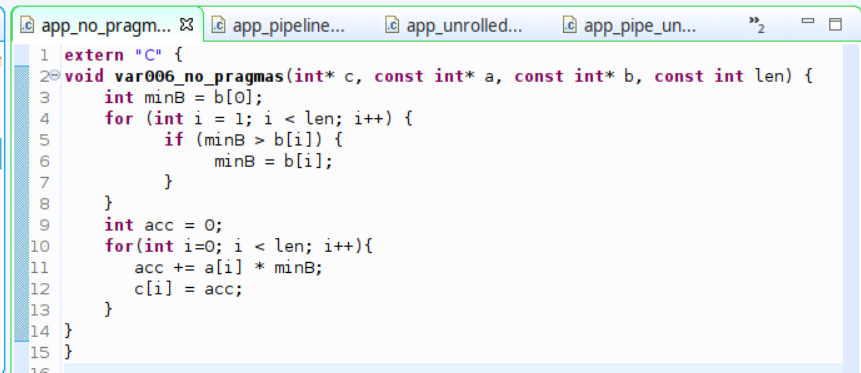 app_no_pragm... app_pipeline... app_unrolled... app_pipe_un... »2
1 extern "C" {
2 void var006_no_pragmas(int* c, const int* a, const int* b, const int len) {
3     int minB = b[0];
4     for (int i = 1; i < len; i++) {
5           if (minB > b[i]) {
6                minB = b[i];
7           }
8     }
9     int acc = 0;
10     for(int i=0; i < len; i++){
11        acc += a[i] * minB;
12        c[i] = acc;
13     }
14 }
15 }
16